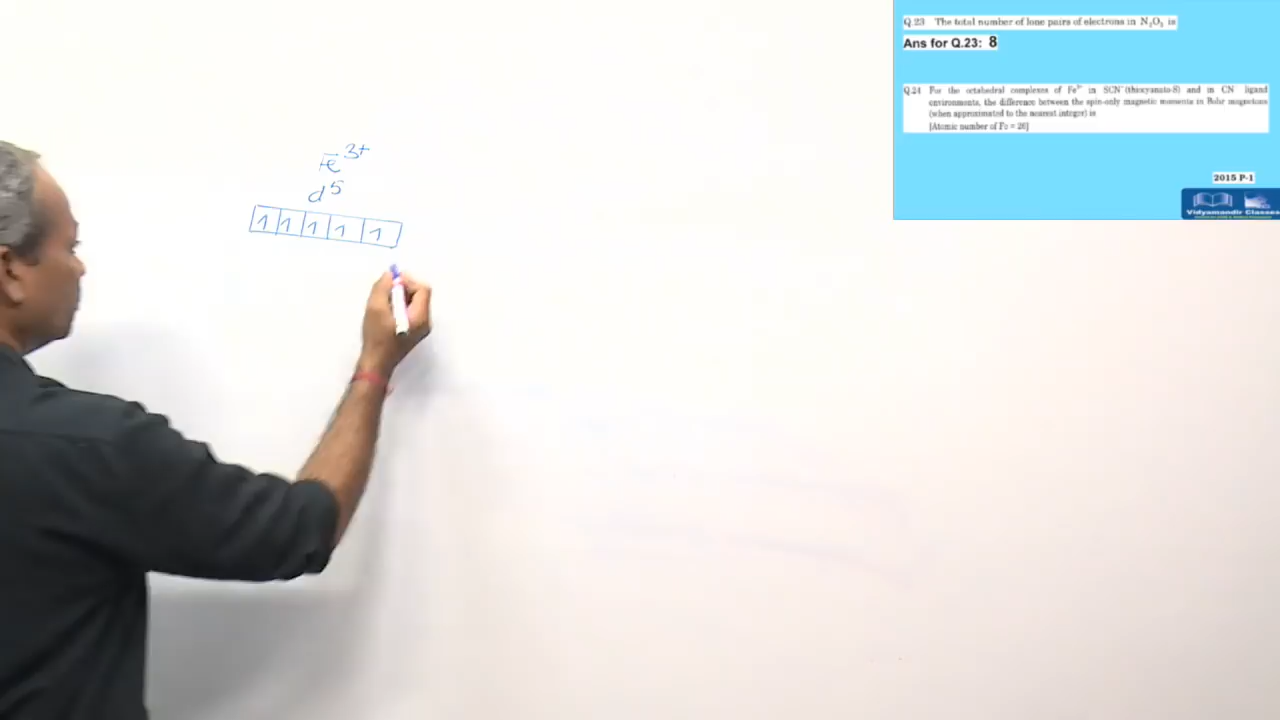 Q.23 The total number of lone pairs of electrons in N₂O₃ is
Ans for Q.23: 8
Q.24 For the octahedral complexes of Fe³⁺ in SCN⁻ (thiocyanato-S) and in CN⁻ ligand
environments, the difference between the spin-only magnetic moments in Bohr magnetons
(when approximated to the nearest integer) is
[Atomic number of Fe = 26]
2015 P-1
Vidyamandir Classes
Fe³⁺
d⁵
1 1 1 1 1